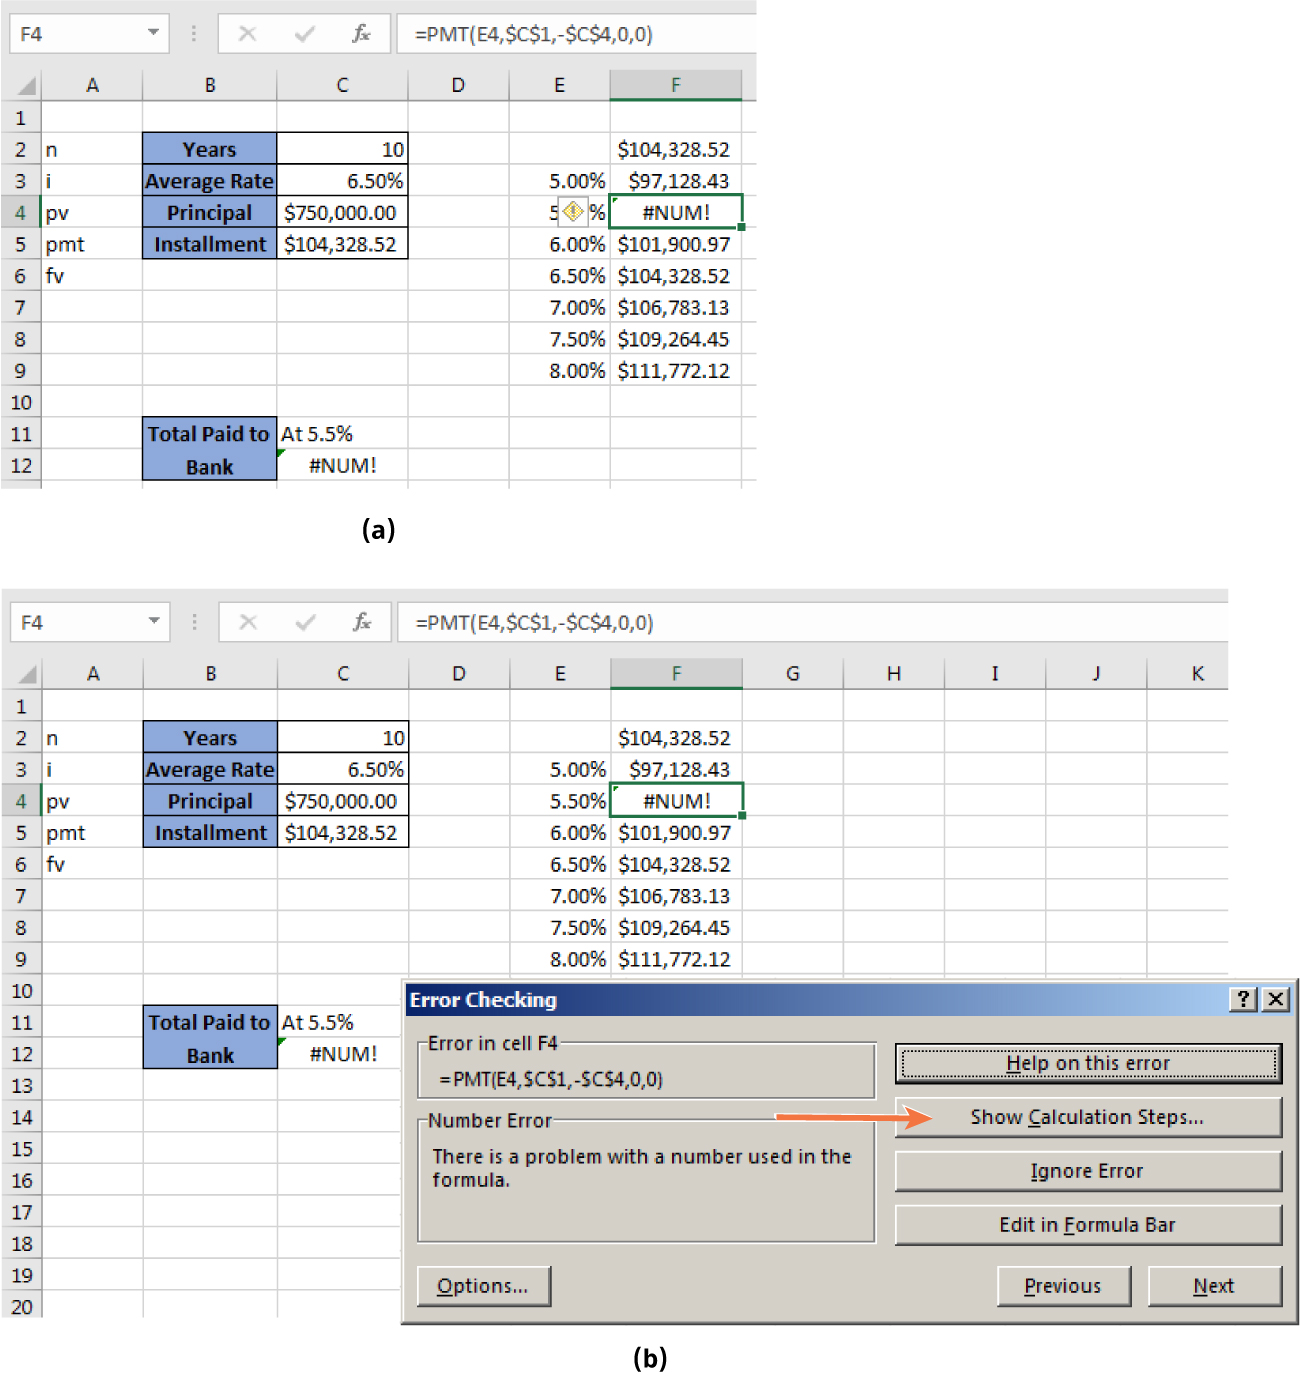 F4 fx =PMT(E4,$C$1,-$C$4,0,0)
A B C D E F
1
2 n Years 10 $104,328.52
3 i Average Rate 6.50% 5.00% $97,128.43
4 pv Principal $750,000.00 5 % #NUM!
5 pmt Installment $104,328.52 6.00% $101,900.97
6 fv 6.50% $104,328.52
7 7.00% $106,783.13
8 7.50% $109,264.45
9 8.00% $111,772.12
10
11 Total Paid to At 5.5%
12 Bank #NUM!
(a)
F4 fx =PMT(E4,$C$1,-$C$4,0,0)
A B C D E F G H I J K
1
2 n Years 10 $104,328.52
3 i Average Rate 6.50% 5.00% $97,128.43
4 pv Principal $750,000.00 5.50% #NUM!
5 pmt Installment $104,328.52 6.00% $101,900.97
6 fv 6.50% $104,328.52
7 7.00% $106,783.13
8 7.50% $109,264.45
9 8.00% $111,772.12
10
11 Total Paid to At 5.5%
12 Bank #NUM!
13
14
15
16
17
18
19
20
Error Checking ?
Error in cell F4
=PMT(E4,$C$1,-$C$4,0,0)
Number Error
There is a problem with a number used in the
formula.
Help on this error
Show Calculation Steps...
Ignore Error
Edit in Formula Bar
Options... Previous Next
(b)